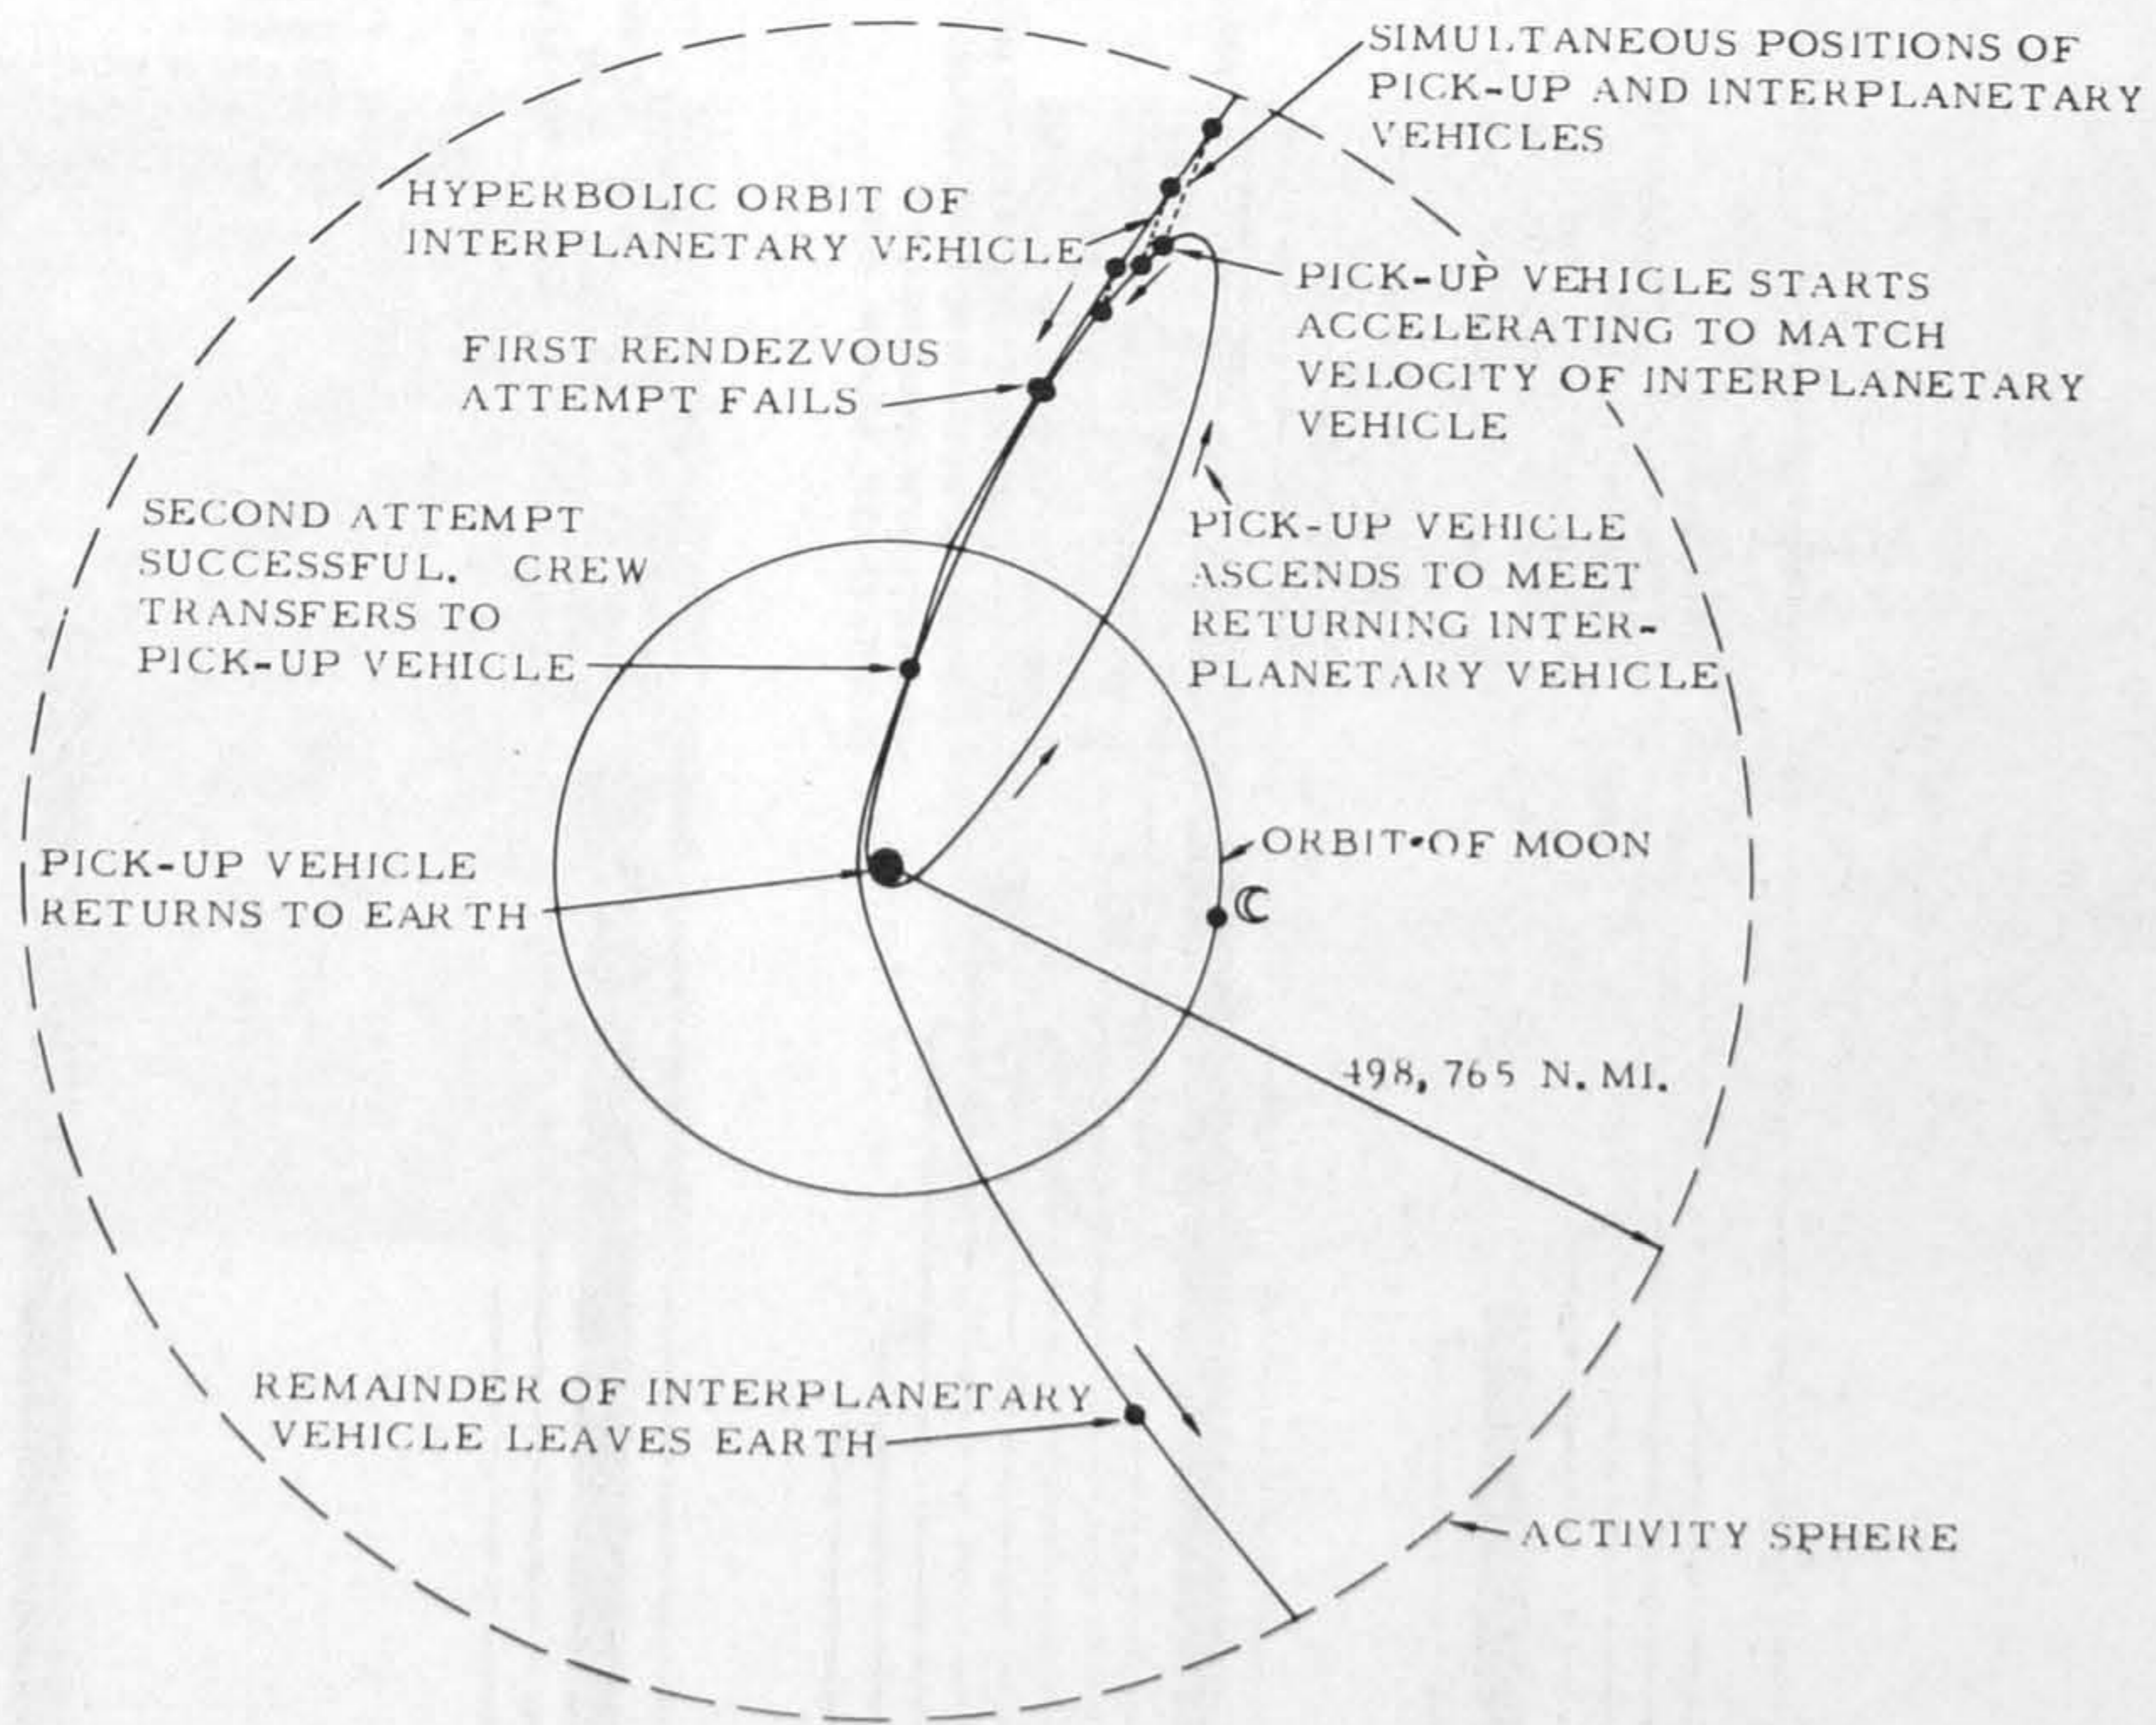 SIMULTANEOUS POSITIONS OF
PICK-UP AND INTERPLANETARY
VEHICLES
HYPERBOLIC ORBIT OF
INTERPLANETARY VEHICLE
PICK-UP VEHICLE STARTS
ACCELERATING TO MATCH
VELOCITY OF INTERPLANETARY
VEHICLE
FIRST RENDEZVOUS
ATTEMPT FAILS
SECOND ATTEMPT
SUCCESSFUL. CREW
TRANSFERS TO
PICK-UP VEHICLE
PICK-UP VEHICLE
ASCENDS TO MEET
RETURNING INTER-
PLANETARY VEHICLE
ORBIT OF MOON
PICK-UP VEHICLE
RETURNS TO EARTH
498,765 N. MI.
REMAINDER OF INTERPLANETARY
VEHICLE LEAVES EARTH
ACTIVITY SPHERE